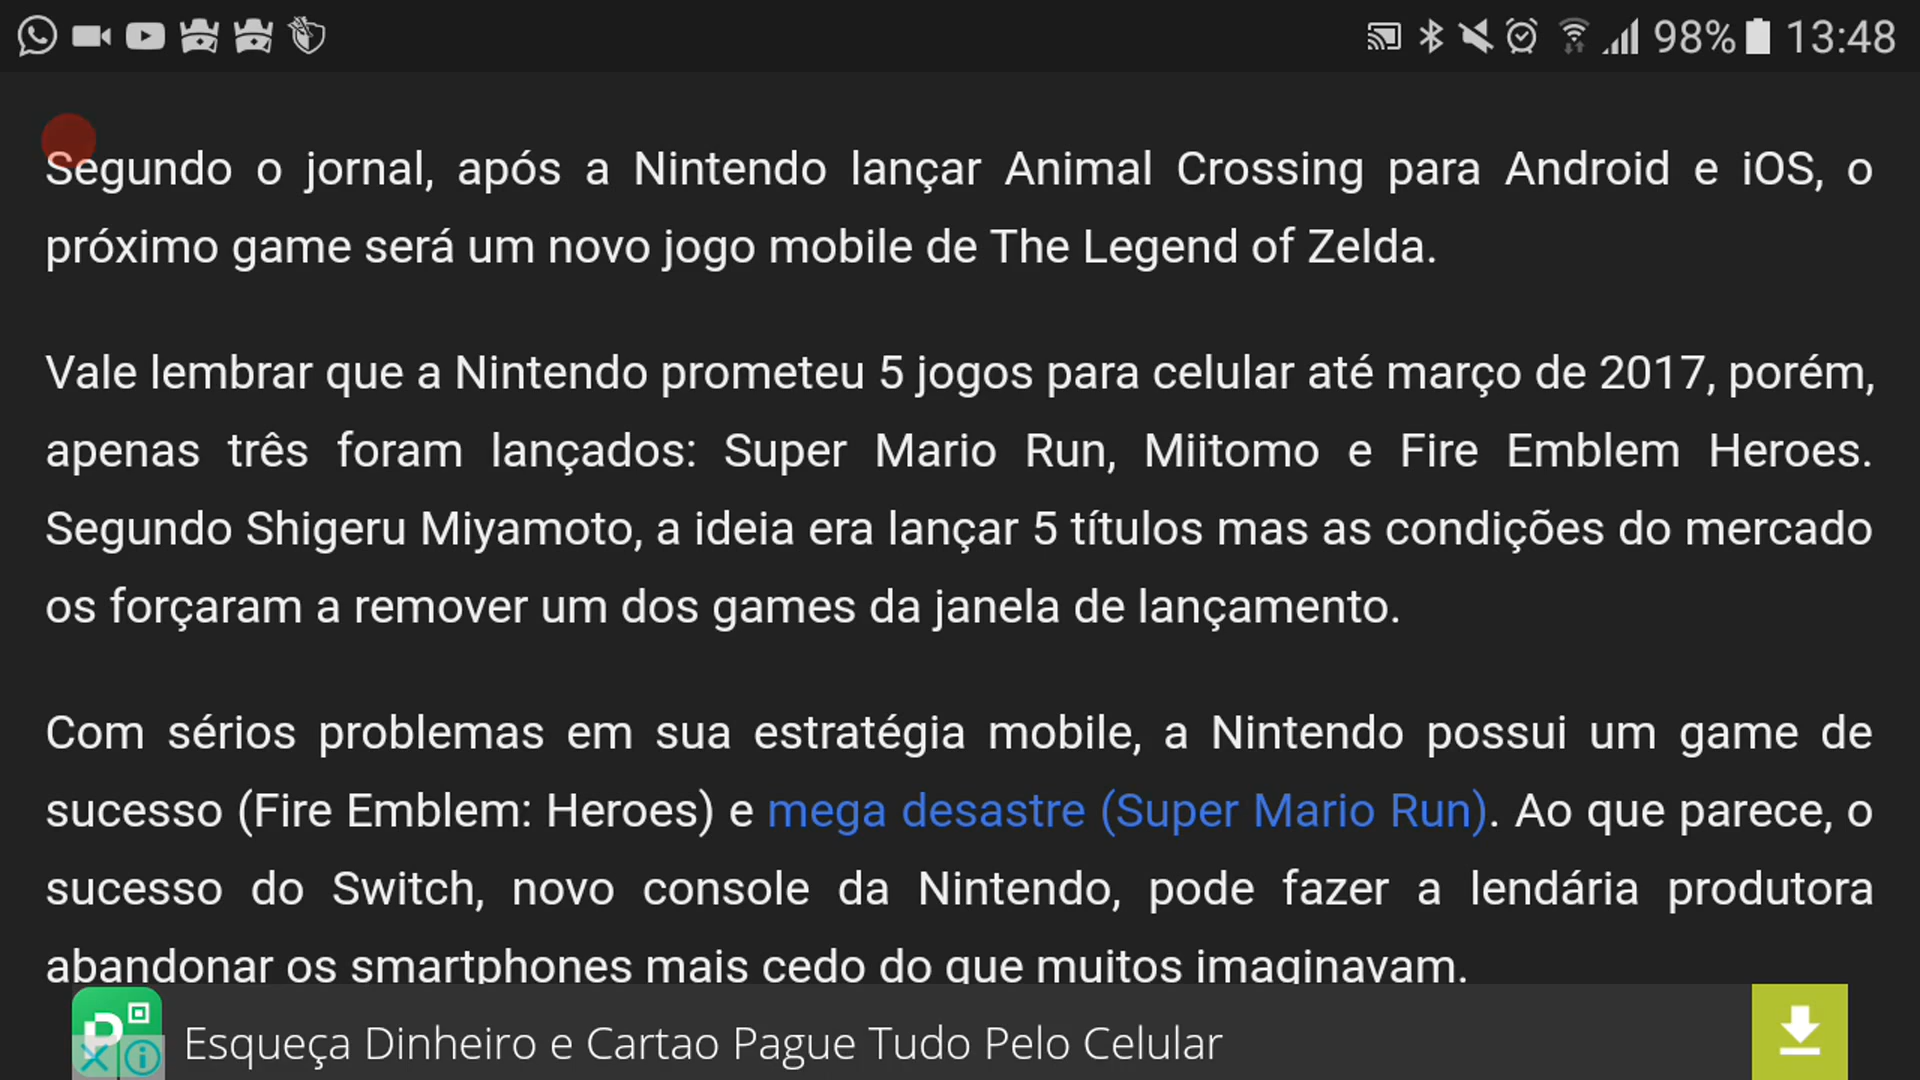 98% 13:48
Segundo o jornal, após a Nintendo lançar Animal Crossing para Android e iOS, o
próximo game será um novo jogo mobile de The Legend of Zelda.
Vale lembrar que a Nintendo prometeu 5 jogos para celular até março de 2017, porém,
apenas três foram lançados: Super Mario Run, Miitomo e Fire Emblem Heroes.
Segundo Shigeru Miyamoto, a ideia era lançar 5 títulos mas as condições do mercado
os forçaram a remover um dos games da janela de lançamento.
Com sérios problemas em sua estratégia mobile, a Nintendo possui um game de
sucesso (Fire Emblem: Heroes) e mega desastre (Super Mario Run). Ao que parece, o
sucesso do Switch, novo console da Nintendo, pode fazer a lendária produtora
abandonar os smartphones mais cedo do que muitos imaginavam.
Esqueça Dinheiro e Cartao Pague Tudo Pelo Celular